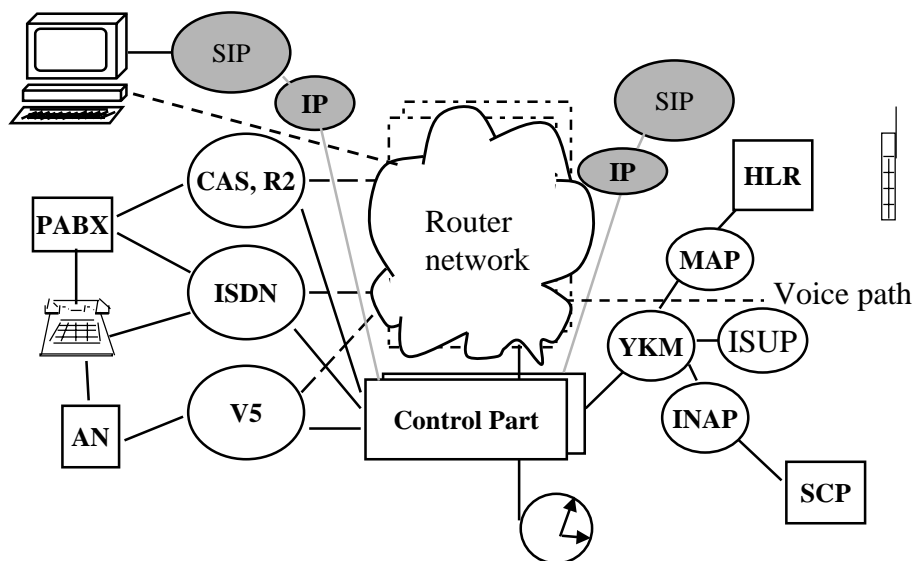 SIP
IP
SIP
IP
CAS, R2
HLR
PABX
Router
network
MAP
ISDN
Voice path
YKM
ISUP
V5
Control Part
INAP
AN
SCP